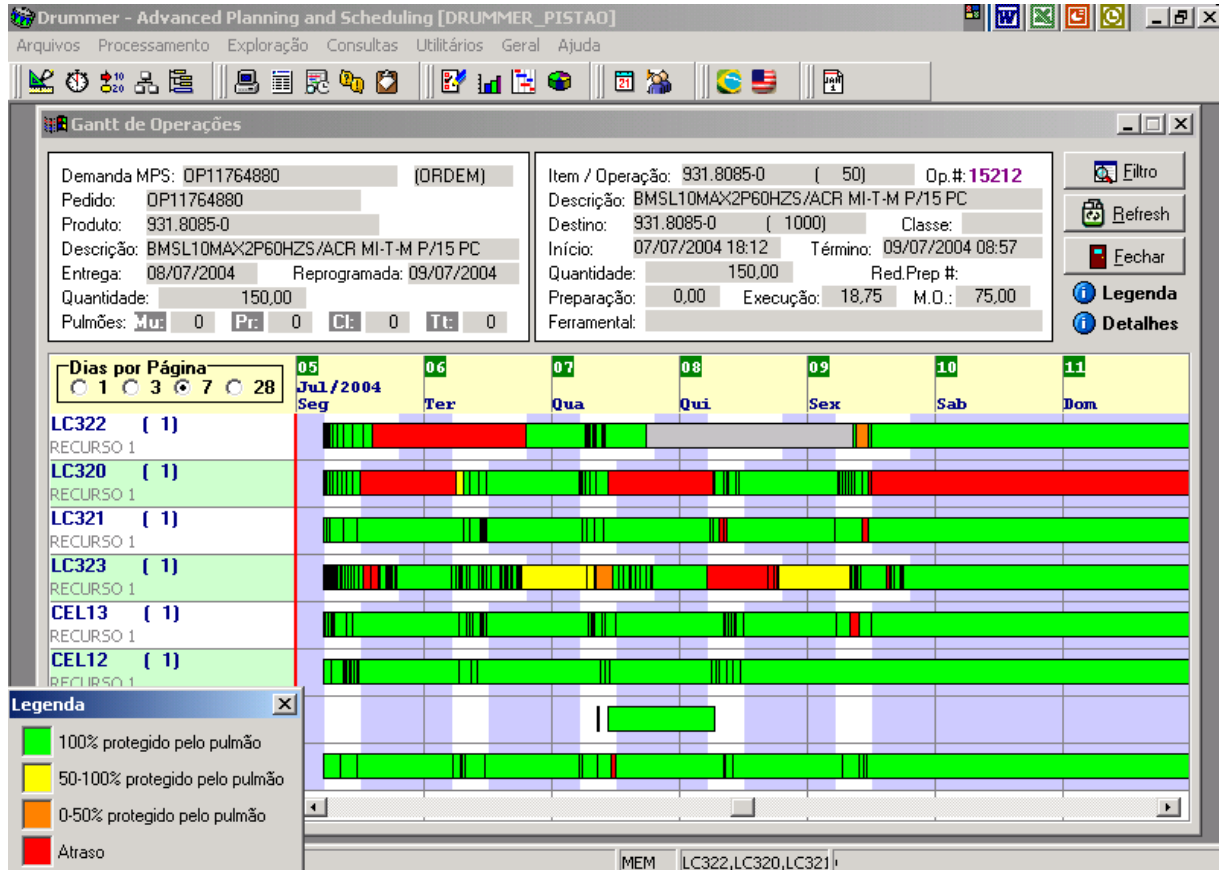 Drummer - Advanced Planning and Scheduling [DRUMMER_PISTAO]
Arquivos Processamento Exploração Consultas Utilitários Geral Ajuda
Gantt de Operações
Demanda MPS: OP11764880 (ORDEM)
Pedido: OP11764880
Produto: 931.8085-0
Descrição: BMSL10MAX2P60HZS/ACR MI-T-M P/15 PC
Entrega: 08/07/2004 Reprogramada: 09/07/2004
Quantidade: 150,00
Pulmões: Mu: 0 Pr: 0 Cl: 0 Tt: 0
Item / Operação: 931.8085-0 ( 50) Op.#: 15212
Descrição: BMSL10MAX2P60HZS/ACR MI-T-M P/15 PC
Destino: 931.8085-0 ( 1000) Classe:
Início: 07/07/2004 18:12 Término: 09/07/2004 08:57
Quantidade: 150,00 Red.Prep #:
Preparação: 0,00 Execução: 18,75 M.O.: 75,00
Ferramental:
Filtro
Refresh
Fechar
Legenda
Detalhes
Dias por Página
1 3 7 28
05 06 07 08 09 10 11
Jul/2004
Seg Ter Qua Qui Sex Sab Dom
LC322 ( 1)
RECURSO 1
LC320 ( 1)
RECURSO 1
LC321 ( 1)
RECURSO 1
LC323 ( 1)
RECURSO 1
CEL13 ( 1)
RECURSO 1
CEL12 ( 1)
RECURSO 1
Legenda
100% protegido pelo pulmão
50-100% protegido pelo pulmão
0-50% protegido pelo pulmão
Atraso
MEM LC322,LC320,LC321